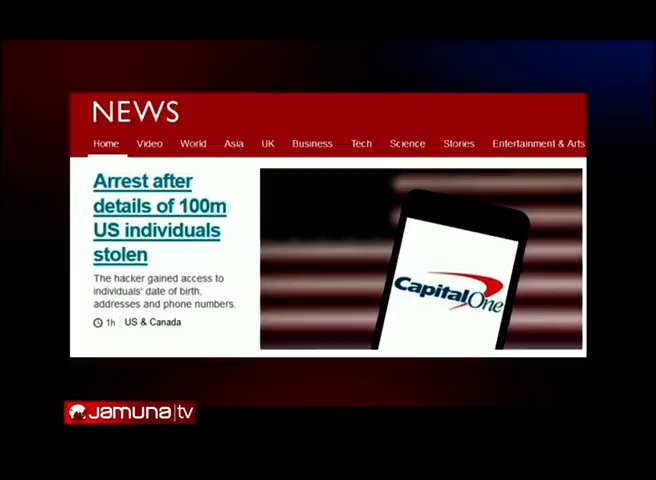 NEWS
Home Video World Asia UK Business Tech Science Stories Entertainment & Arts
Arrest after
details of 100m
US individuals
stolen
The hacker gained access to
individuals' date of birth,
addresses and phone numbers.
1h US & Canada
CapitalOne
Jamuna|tv